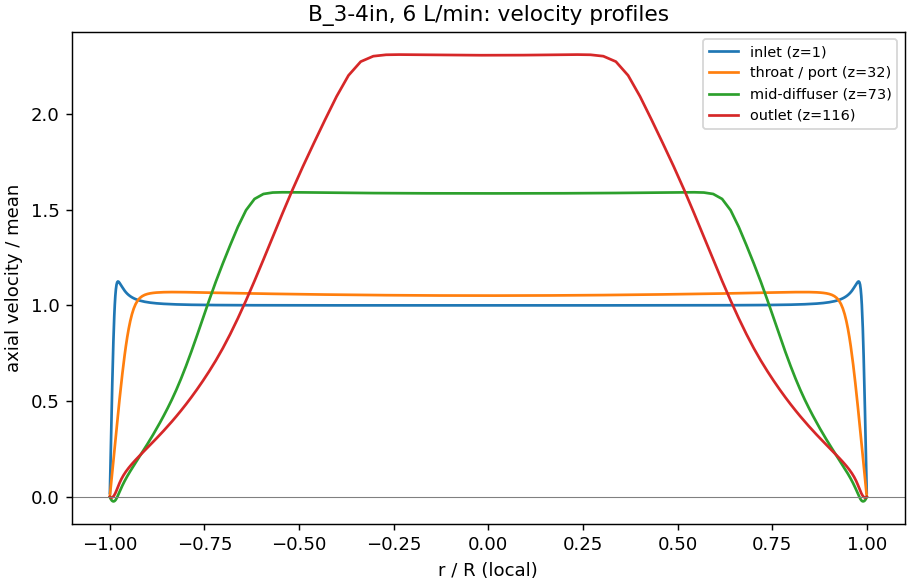 B_3-4in, 6 L/min: velocity profiles
inlet (z=1)
throat / port (z=32)
mid-diffuser (z=73)
outlet (z=116)
axial velocity / mean
2.0
1.5
1.0
0.5
0.0
−1.00 −0.75 −0.50 −0.25 0.00 0.25 0.50 0.75 1.00
r / R (local)